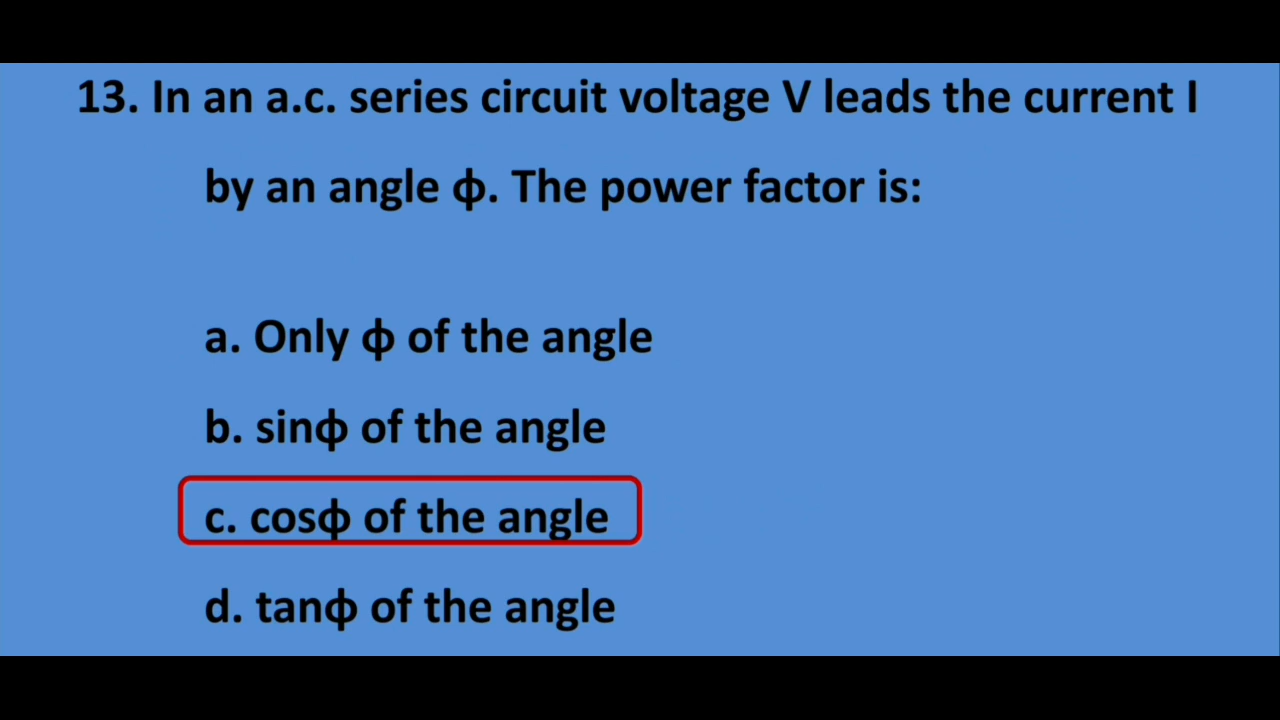 13. In an a.c. series circuit voltage V leads the current I
by an angle ϕ. The power factor is:
a. Only ϕ of the angle
b. sinϕ of the angle
c. cosϕ of the angle
d. tanϕ of the angle